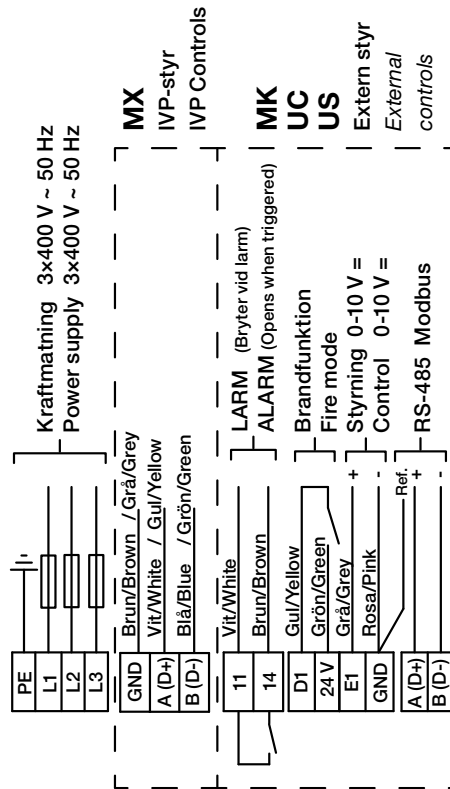 PE
L1
L2
L3
Kraftmatning 3×400 V ~ 50 Hz
Power supply 3×400 V ~ 50 Hz
GND
A (D+)
B (D-)
Brun/Brown / Grå/Grey
Vit/White / Gul/Yellow
Blå/Blue / Grön/Green
MX
IVP-styr
IVP Controls
11
14
Vit/White
Brun/Brown
LARM (Bryter vid larm)
ALARM (Opens when triggered)
MK
UC
US
Extern styr
External
controls
D1
24 V
E1
GND
Gul/Yellow
Grön/Green
Grå/Grey
Rosa/Pink
Brandfunktion
Fire mode
+
-
Styrning 0-10 V =
Control 0-10 V =
A (D+)
B (D-)
Ref.
+
-
RS-485 Modbus